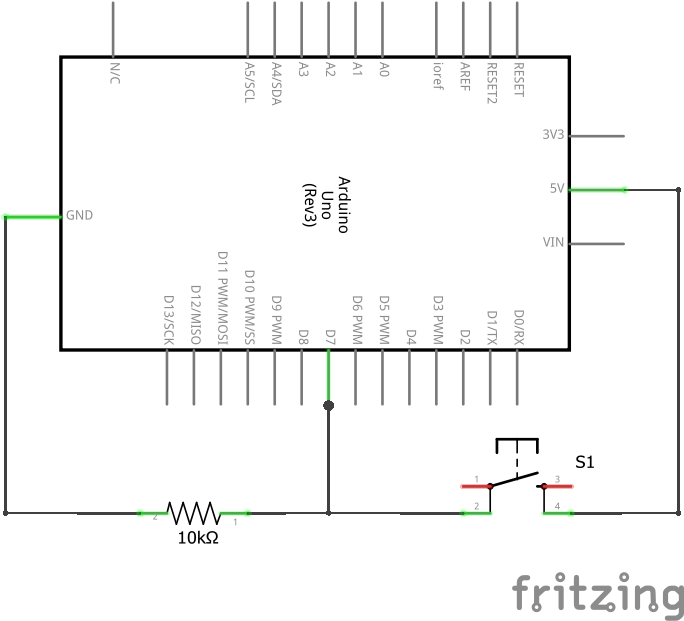 N/C
A5/SCL
A4/SDA
A3
A2
A1
A0
ioref
AREF
RESET2
RESET
3V3
5V
VIN
GND
Arduino
Uno
(Rev3)
D13/SCK
D12/MISO
D11 PWM/MOSI
D10 PWM/SS
D9 PWM
D8
D7
D6 PWM
D5 PWM
D4
D3 PWM
D2
D1/TX
D0/RX
S1
1
3
2
4
2
1
10kΩ
fritzing